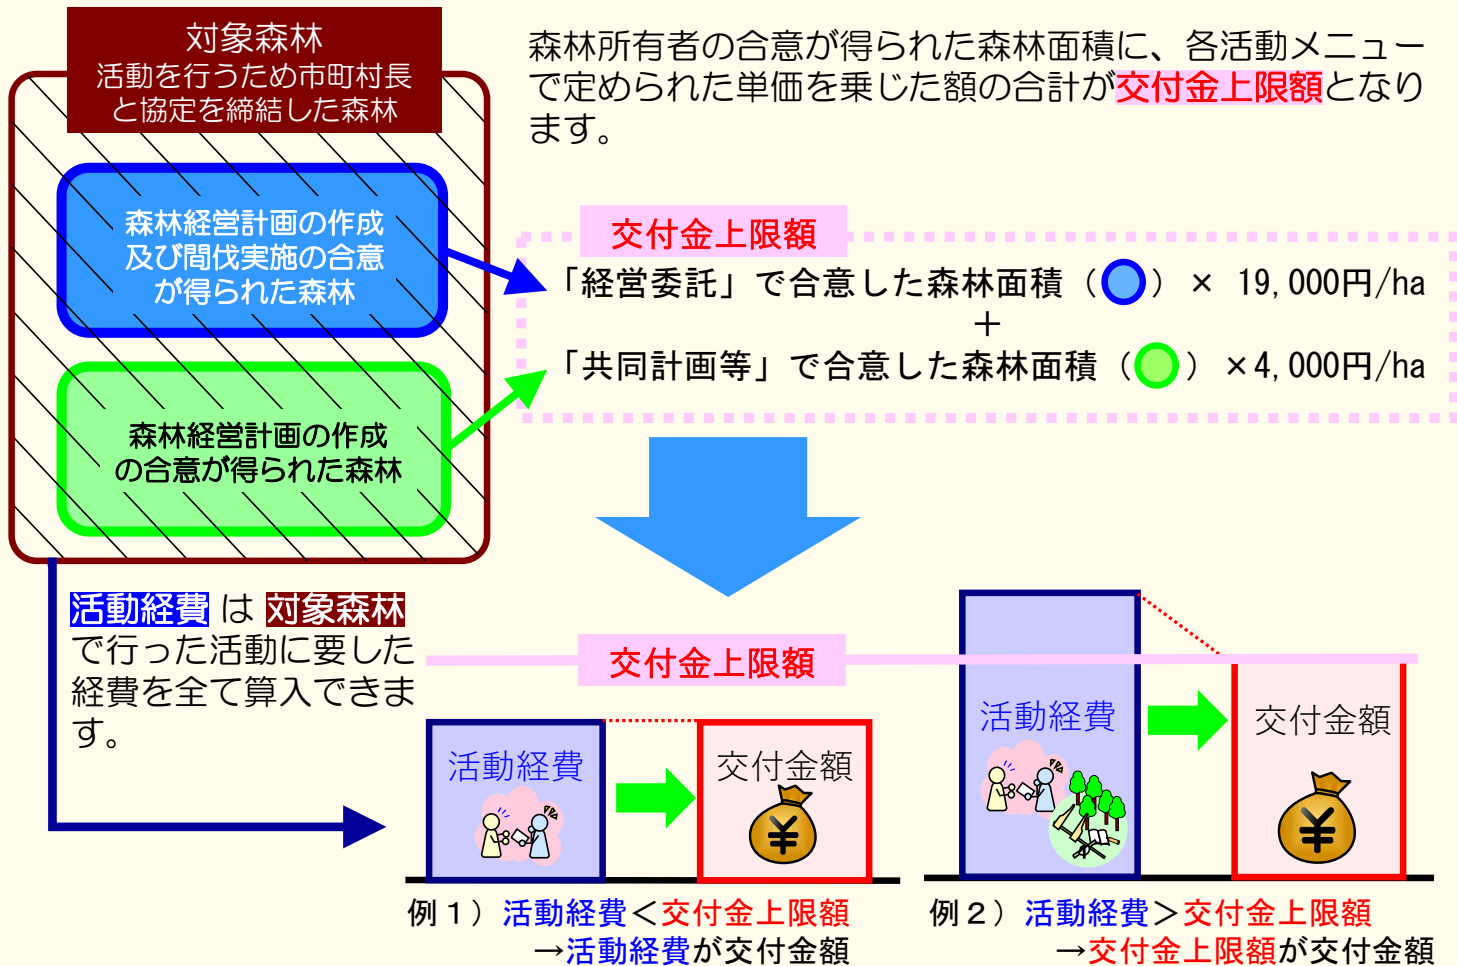 対象森林
活動を行うため市町村長
と協定を締結した森林
森林所有者の合意が得られた森林面積に、各活動メニュー
で定められた単価を乗じた額の合計が交付金上限額となり
ます。
森林経営計画の作成
及び間伐実施の合意
が得られた森林
森林経営計画の作成
の合意が得られた森林
交付金上限額
「経営委託」で合意した森林面積（　）× 19,000円/ha
＋
「共同計画等」で合意した森林面積（　）×4,000円/ha
活動経費 は 対象森林
で行った活動に要した
経費を全て算入できま
す。
交付金上限額
活動経費
交付金額
¥
例１）活動経費＜交付金上限額
→活動経費が交付金額
活動経費
交付金額
¥
例２）活動経費＞交付金上限額
→交付金上限額が交付金額